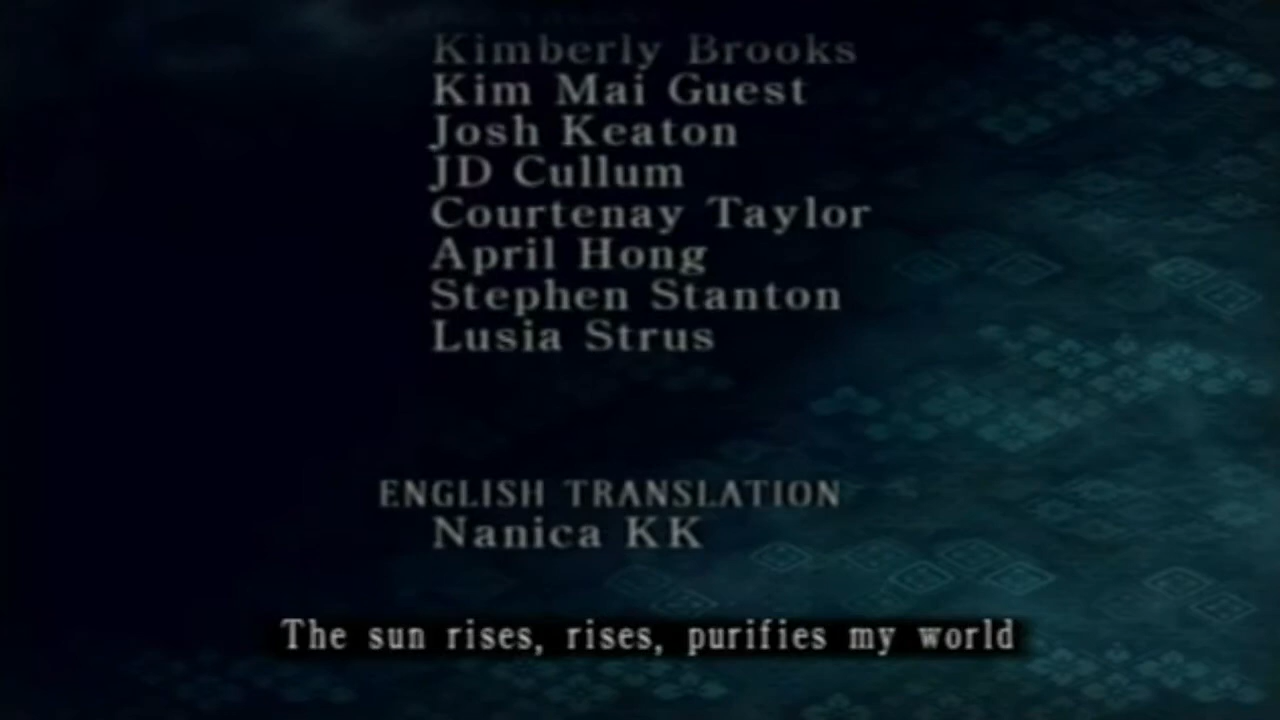 Kimberly Brooks
Kim Mai Guest
Josh Keaton
JD Cullum
Courtenay Taylor
April Hong
Stephen Stanton
Lusia Strus
ENGLISH TRANSLATION
Nanica KK
The sun rises, rises, purifies my world